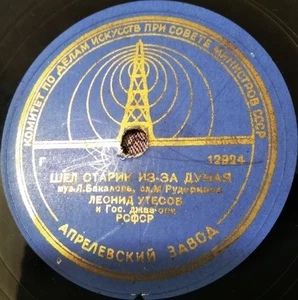 КОМИТЕТ ПО ДЕЛАМ ИСКУССТВ ПРИ СОВЕТЕ МИНИСТРОВ СССР
Г 12924
ШЕЛ СТАРИК ИЗ-ЗА ДУНАЯ
муз. Л. Бакалова, сл. М. Рудермана
ЛЕОНИД УТЕСОВ
и Гос. джаз-орк.
РСФСР
АПРЕЛЕВСКИЙ ЗАВОД